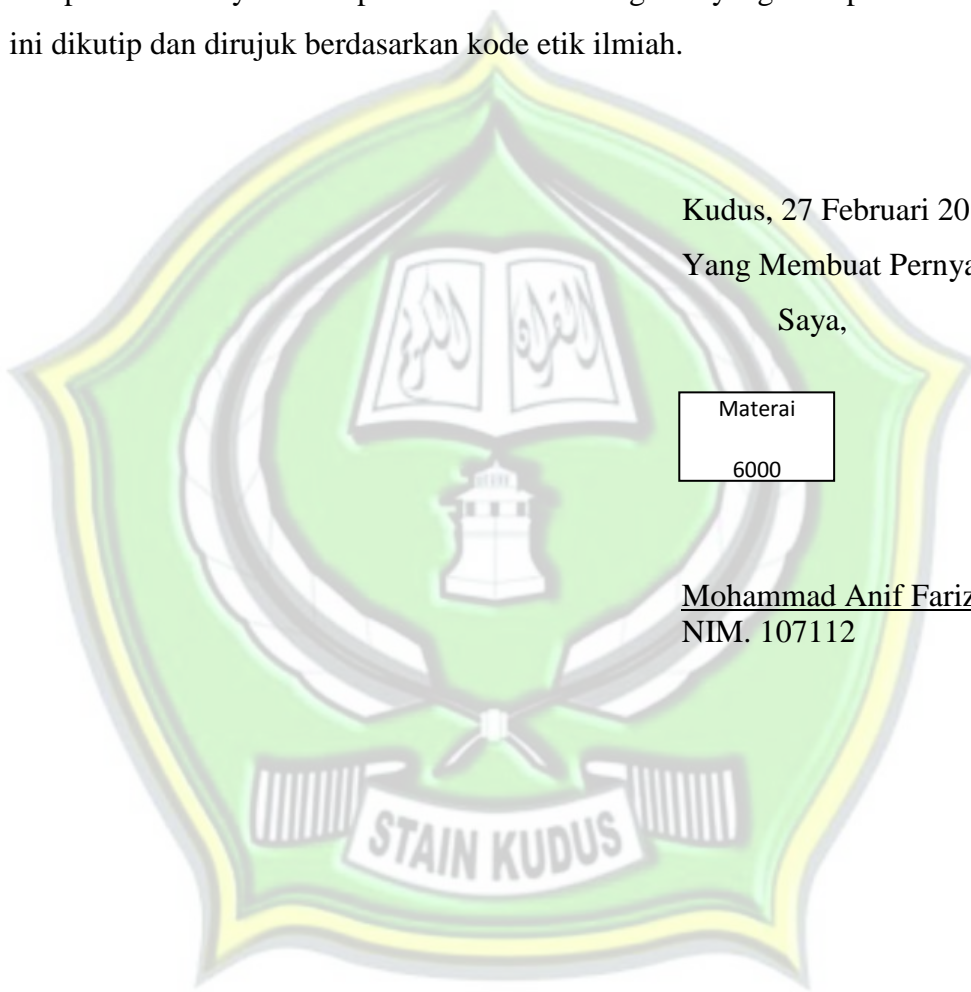 ini dikutip dan dirujuk berdasarkan kode etik ilmiah.
Kudus, 27 Februari 20
Yang Membuat Pernya
Saya,
Materai
6000
Mohammad Anif Fariz
NIM. 107112
STAIN KUDUS